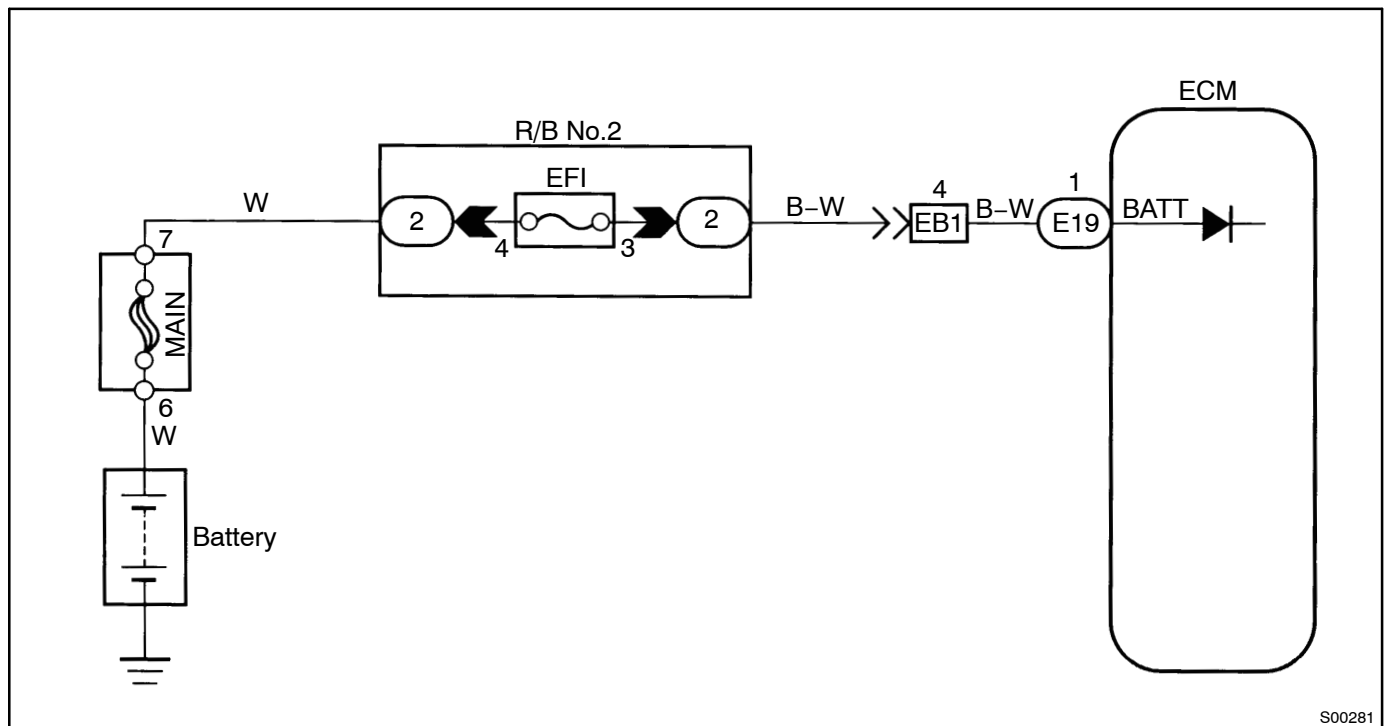 ECM
R/B No.2
EFI
W
2
4
3
2
B–W
4
EB1
B–W
1
E19
BATT
7
MAIN
6
W
Battery
S00281